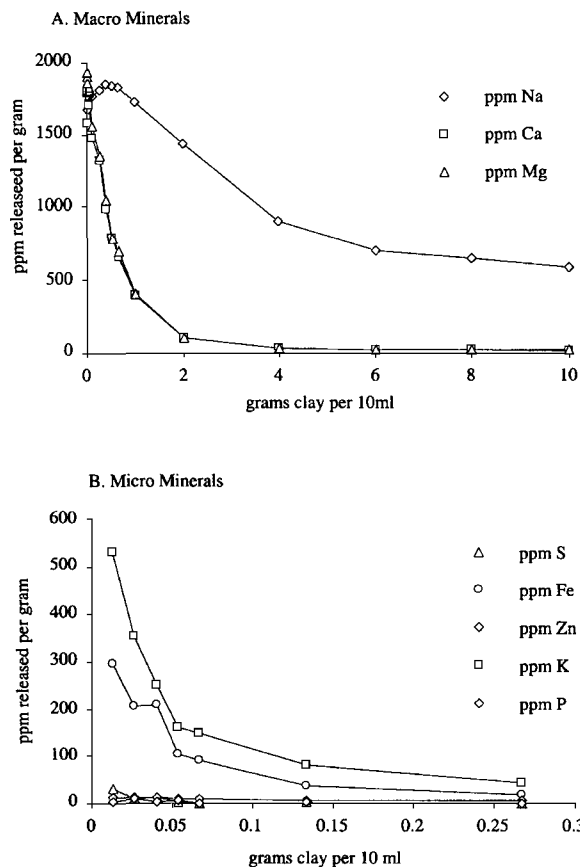 A. Macro Minerals
2000
1500
1000
500
0
ppm releaseed per gram
0
2
4
6
8
10
grams clay per 10ml
ppm Na
ppm Ca
ppm Mg
B. Micro Minerals
600
500
400
300
200
100
0
ppm released per gram
0
0.05
0.1
0.15
0.2
0.25
0.3
grams clay per 10 ml
ppm S
ppm Fe
ppm Zn
ppm K
ppm P